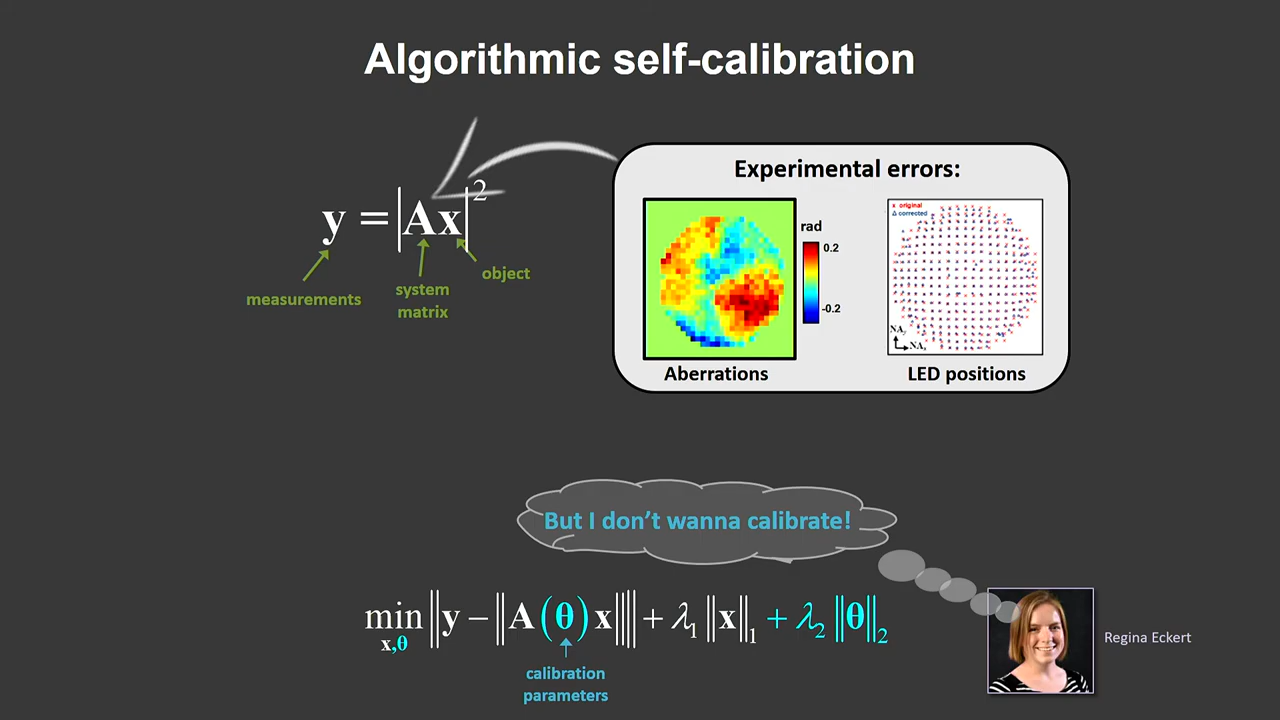 Algorithmic self-calibration
y = |Ax|²
measurements
system
matrix
object
Experimental errors:
rad
0.2
-0.2
Aberrations
x original
Δ corrected
NAy
NAx
LED positions
But I don't wanna calibrate!
min ‖y − ‖A(θ)x‖‖ + λ₁‖x‖₁ + λ₂‖θ‖₂
x,θ
calibration
parameters
Regina Eckert